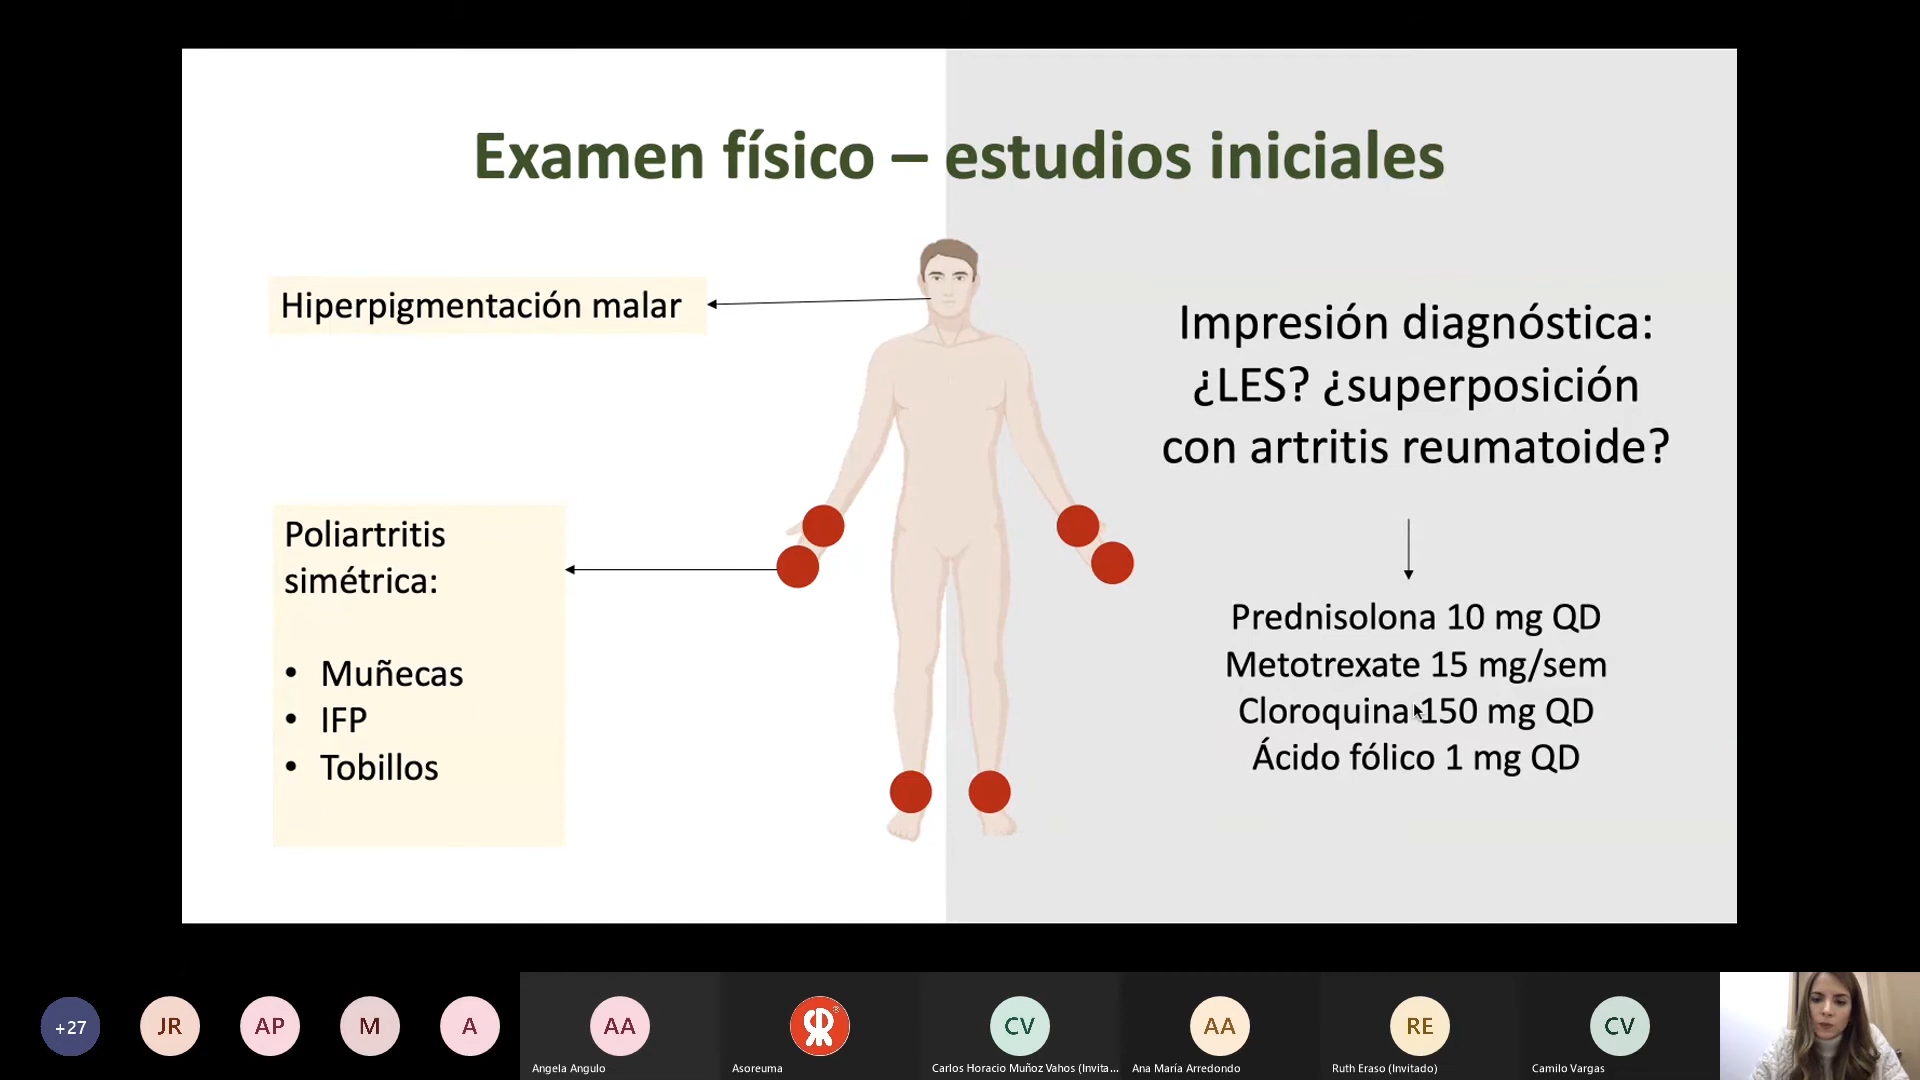 Examen físico – estudios iniciales
Hiperpigmentación malar
Poliartritis
simétrica:
• Muñecas
• IFP
• Tobillos
Impresión diagnóstica:
¿LES? ¿superposición
con artritis reumatoide?
Prednisolona 10 mg QD
Metotrexate 15 mg/sem
Cloroquina 150 mg QD
Ácido fólico 1 mg QD
+27
JR
AP
M
A
AA
Angela Angulo
Asoreuma
CV
Carlos Horacio Muñoz Vahos (Invita...
AA
Ana María Arredondo
RE
Ruth Eraso (Invitado)
CV
Camilo Vargas